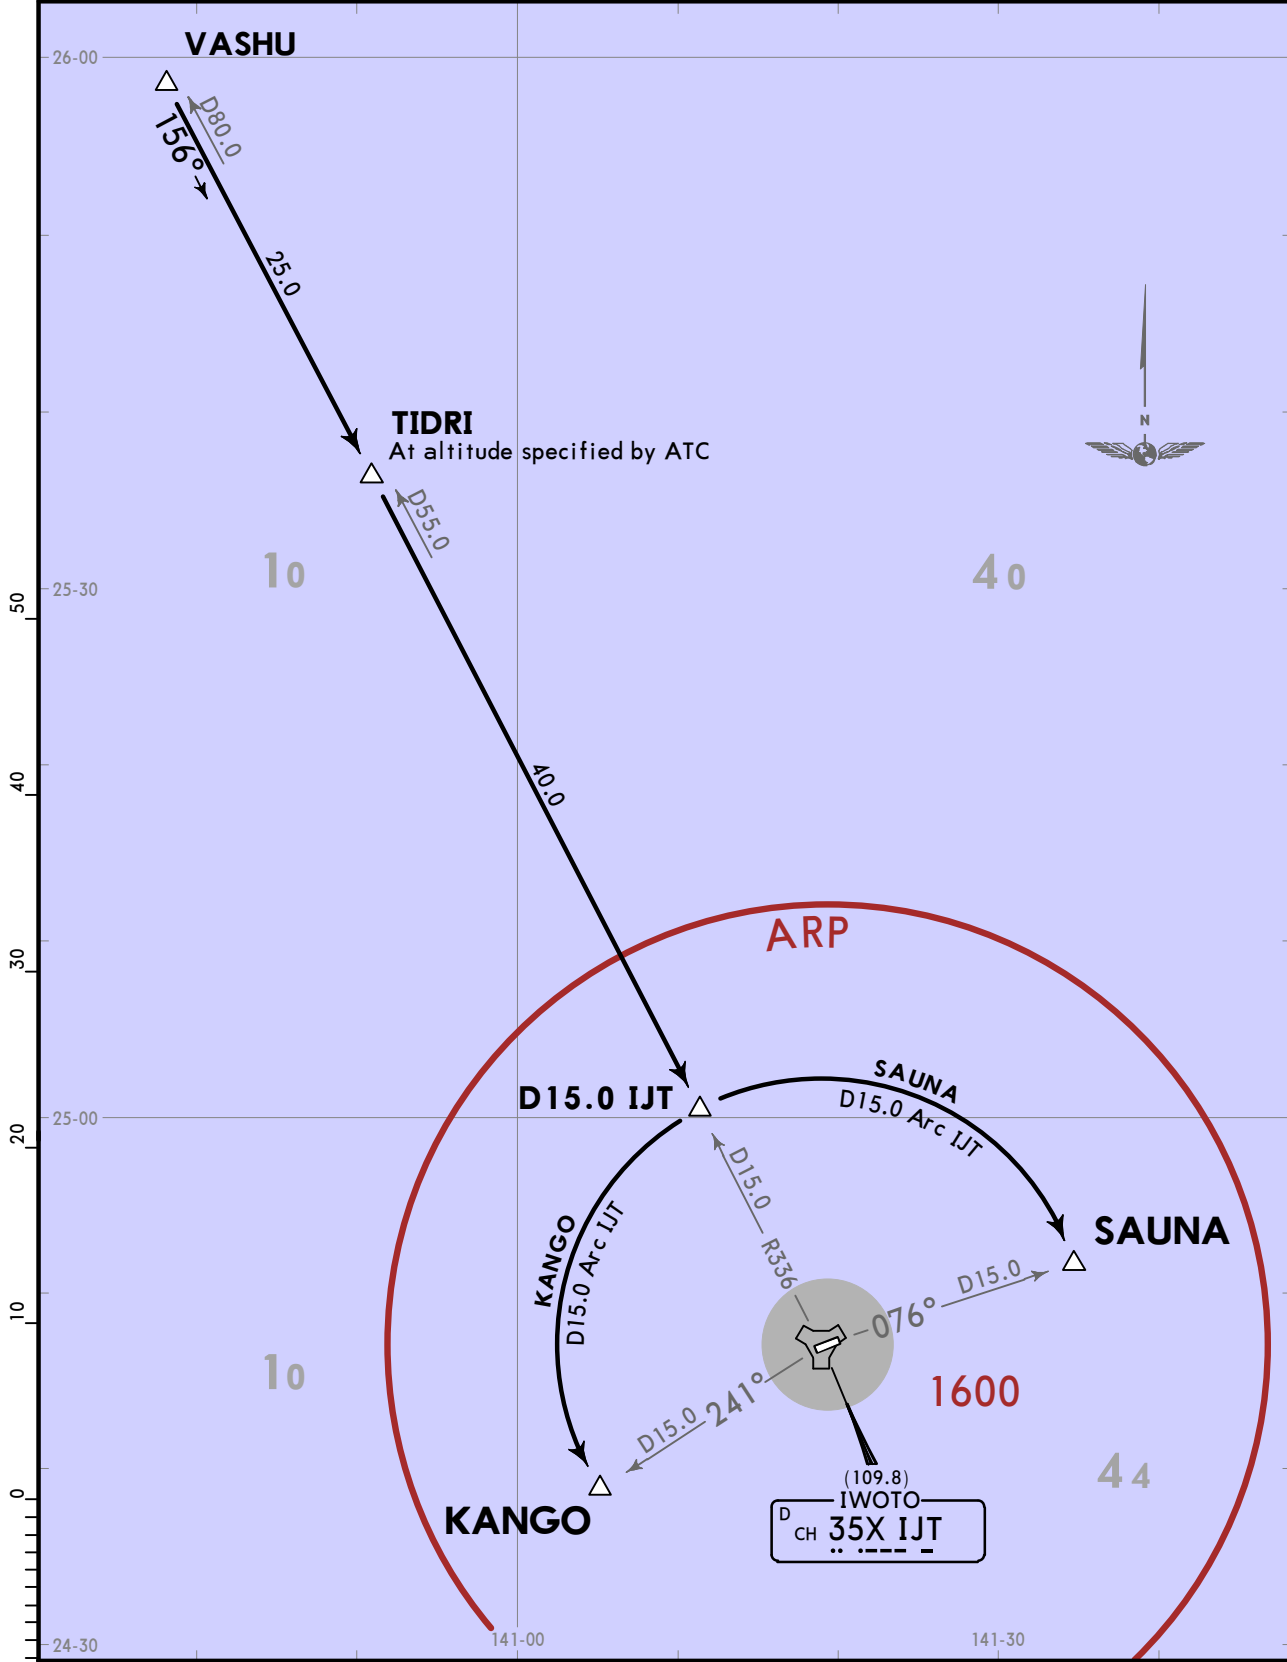 VASHU
26-00
D80.0
156°
25.0
TIDRI
At altitude specified by ATC
N
D55.0
10
40
25-30
50
40.0
40
ARP
30
D15.0 IJT
SAUNA
D15.0 Arc IJT
25-00
20
D15.0
R336
KANGO
D15.0 Arc IJT
SAUNA
D15.0
076°
10
10
241°
D15.0
1600
44
(109.8)
IWOTO
D CH 35X IJT
KANGO
0
24-30
141-00
141-30